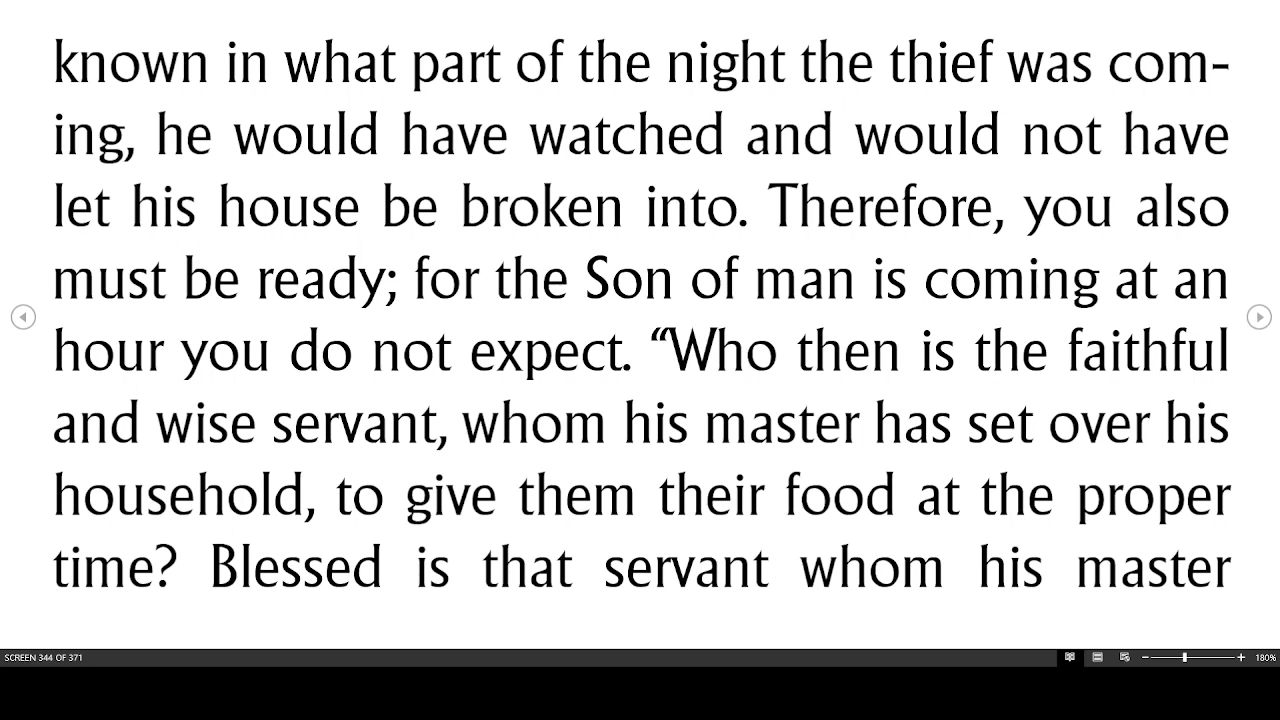 known in what part of the night the thief was com-
ing, he would have watched and would not have
let his house be broken into. Therefore, you also
must be ready; for the Son of man is coming at an
hour you do not expect. “Who then is the faithful
and wise servant, whom his master has set over his
household, to give them their food at the proper
time? Blessed is that servant whom his master
SCREEN 344 OF 371
180%